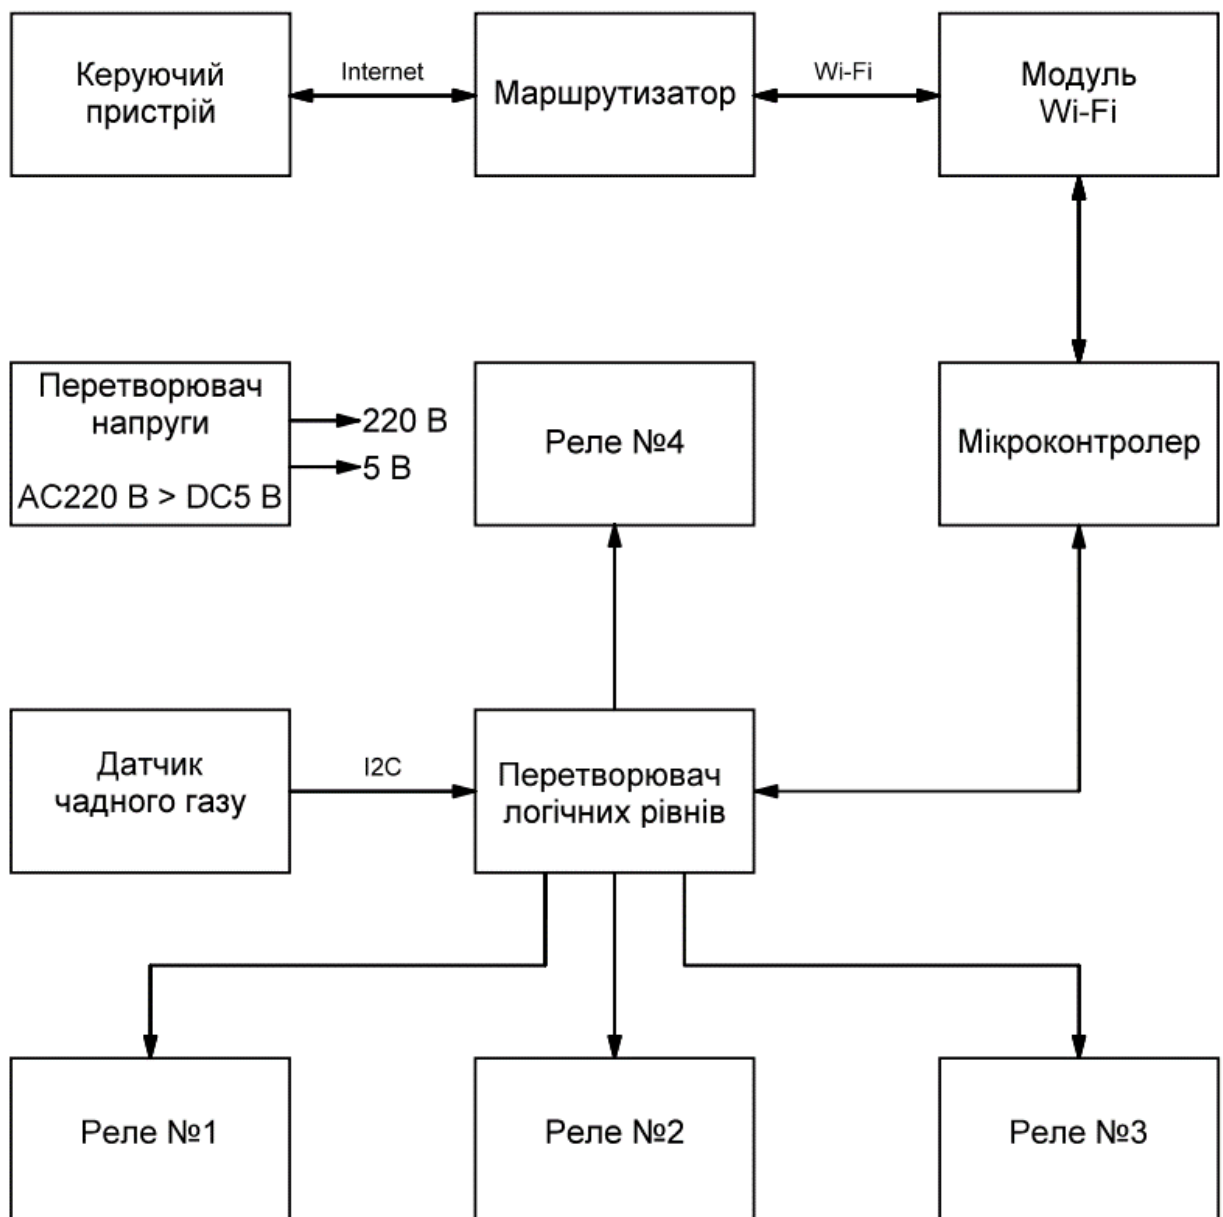 Керуючий
пристрій
Internet
Маршрутизатор
Wi-Fi
Модуль
Wi-Fi
Перетворювач
напруги
AC220 В > DC5 В
220 В
5 В
Реле №4
Мікроконтролер
Датчик
чадного газу
I2C
Перетворювач
логічних рівнів
Реле №1
Реле №2
Реле №3